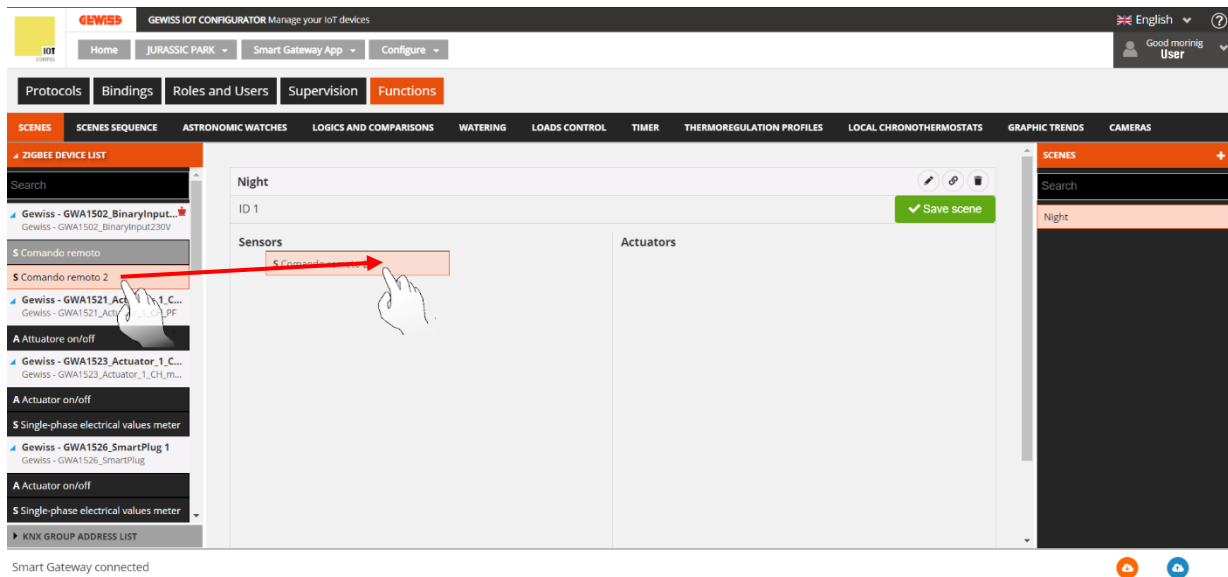 GEWISS
GEWISS IOT CONFIGURATOR Manage your IoT devices
English
?
IOT
CONFIG
Home
JURASSIC PARK
Smart Gateway App
Configure
Good morinig
User
Protocols
Bindings
Roles and Users
Supervision
Functions
SCENES
SCENES SEQUENCE
ASTRONOMIC WATCHES
LOGICS AND COMPARISONS
WATERING
LOADS CONTROL
TIMER
THERMOREGULATION PROFILES
LOCAL CHRONOTHERMOSTATS
GRAPHIC TRENDS
CAMERAS
ZIGBEE DEVICE LIST
Search
Gewiss - GWA1502_BinaryInput...
Gewiss - GWA1502_BinaryInput230V
S Comando remoto
S Comando remoto 2
Gewiss - GWA1521_Actuator_1_C...
Gewiss - GWA1521_Actuator_1_CH_PF
A Attuatore on/off
Gewiss - GWA1523_Actuator_1_C...
Gewiss - GWA1523_Actuator_1_CH_m...
A Actuator on/off
S Single-phase electrical values meter
Gewiss - GWA1526_SmartPlug 1
Gewiss - GWA1526_SmartPlug
A Actuator on/off
S Single-phase electrical values meter
KNX GROUP ADDRESS LIST
Night
ID 1
Save scene
Sensors
S Comando remoto 2
Actuators
SCENES
+
Search
Night
Smart Gateway connected